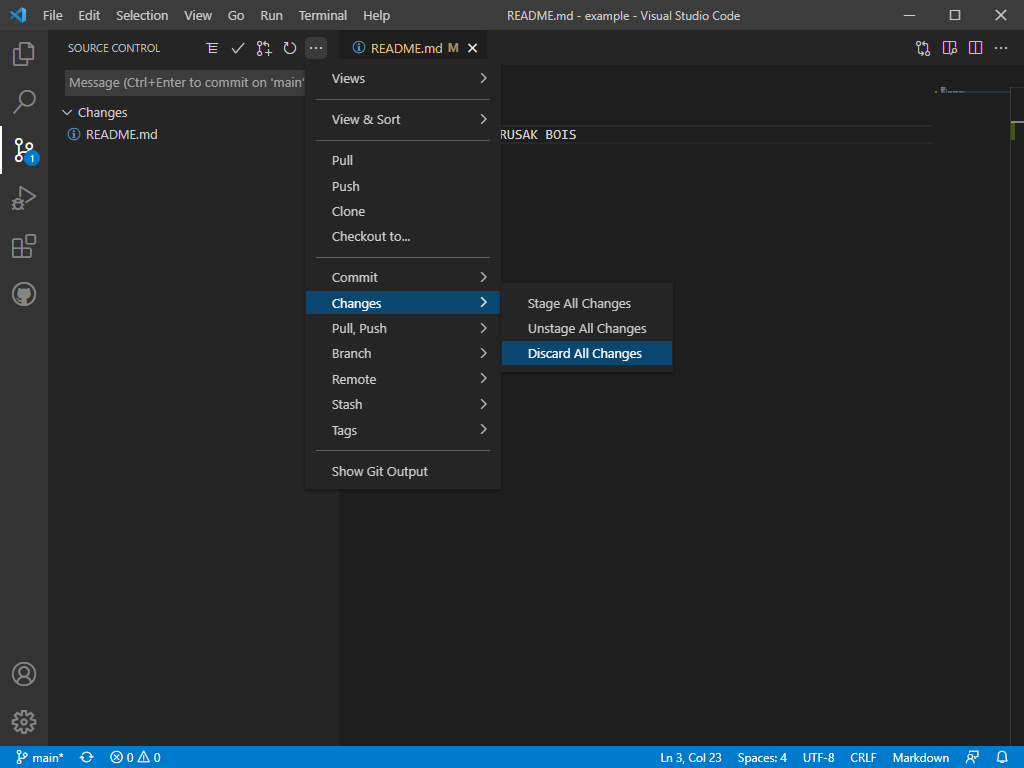 File Edit Selection View Go Run Terminal Help README.md - example - Visual Studio Code
SOURCE CONTROL
README.md M
Message (Ctrl+Enter to commit on 'main'
Changes
README.md
1
RUSAK BOIS
Views
View & Sort
Pull
Push
Clone
Checkout to...
Commit
Changes
Pull, Push
Branch
Remote
Stash
Tags
Show Git Output
Stage All Changes
Unstage All Changes
Discard All Changes
main* 0 0 Ln 3, Col 23 Spaces: 4 UTF-8 CRLF Markdown